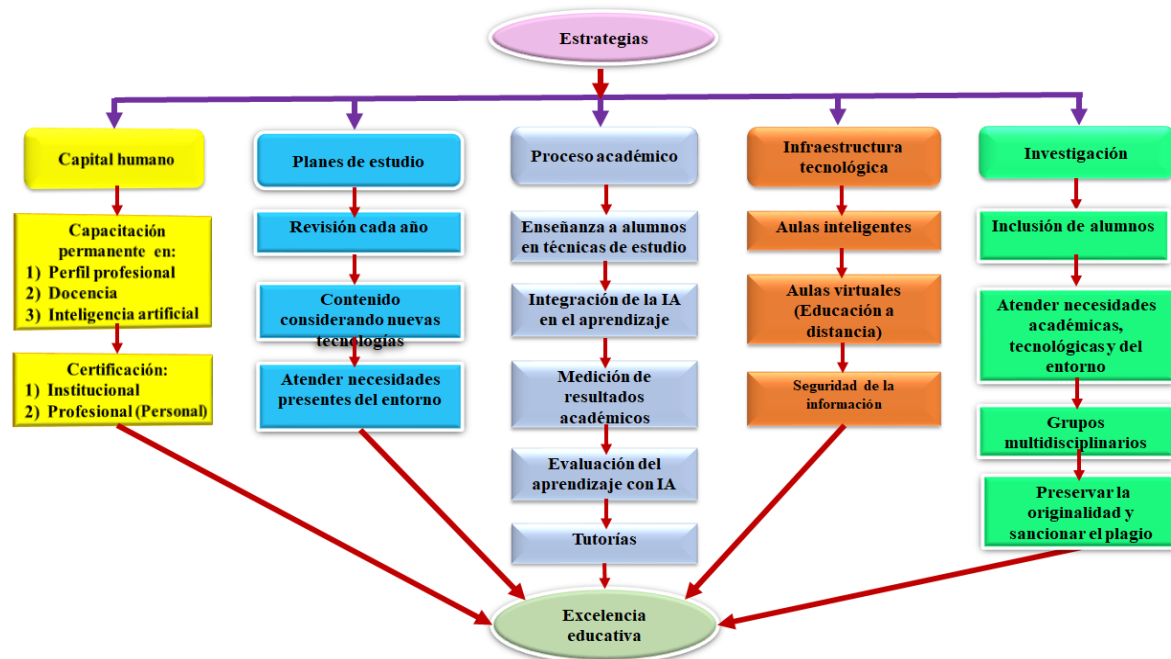 Estrategias
Capital humano
Capacitación
permanente en:
1) Perfil profesional
2) Docencia
3) Inteligencia artificial
Certificación:
1) Institucional
2) Profesional (Personal)
Planes de estudio
Revisión cada año
Contenido
considerando nuevas
tecnologías
Atender necesidades
presentes del entorno
Proceso académico
Enseñanza a alumnos
en técnicas de estudio
Integración de la IA
en el aprendizaje
Medición de
resultados
académicos
Evaluación del
aprendizaje con IA
Tutorías
Infraestructura
tecnológica
Aulas inteligentes
Aulas virtuales
(Educación a
distancia)
Seguridad de la
información
Investigación
Inclusión de alumnos
Atender necesidades
académicas,
tecnológicas y del
entorno
Grupos
multidisciplinarios
Preservar la
originalidad y
sancionar el plagio
Excelencia
educativa